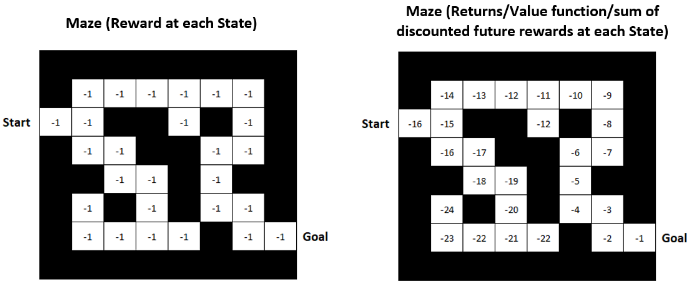 Maze (Reward at each State)
-1 -1 -1 -1 -1 -1
Start -1 -1 -1 -1
-1 -1 -1 -1
-1 -1 -1
-1 -1 -1 -1
-1 -1 -1 -1 -1 -1 Goal
Maze (Returns/Value function/sum of
discounted future rewards at each State)
-14 -13 -12 -11 -10 -9
Start -16 -15 -12 -8
-16 -17 -6 -7
-18 -19 -5
-24 -20 -4 -3
-23 -22 -21 -22 -2 -1 Goal